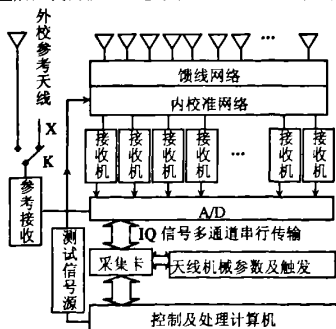 外校参考天线
X
K
馈线网络
内校准网络
接收机 接收机 接收机 接收机 ... 接收机 接收机
参考接收
A/D
测试信号源
IQ 信号多通道串行传输
采集卡
天线机械参数及触发
控制及处理计算机